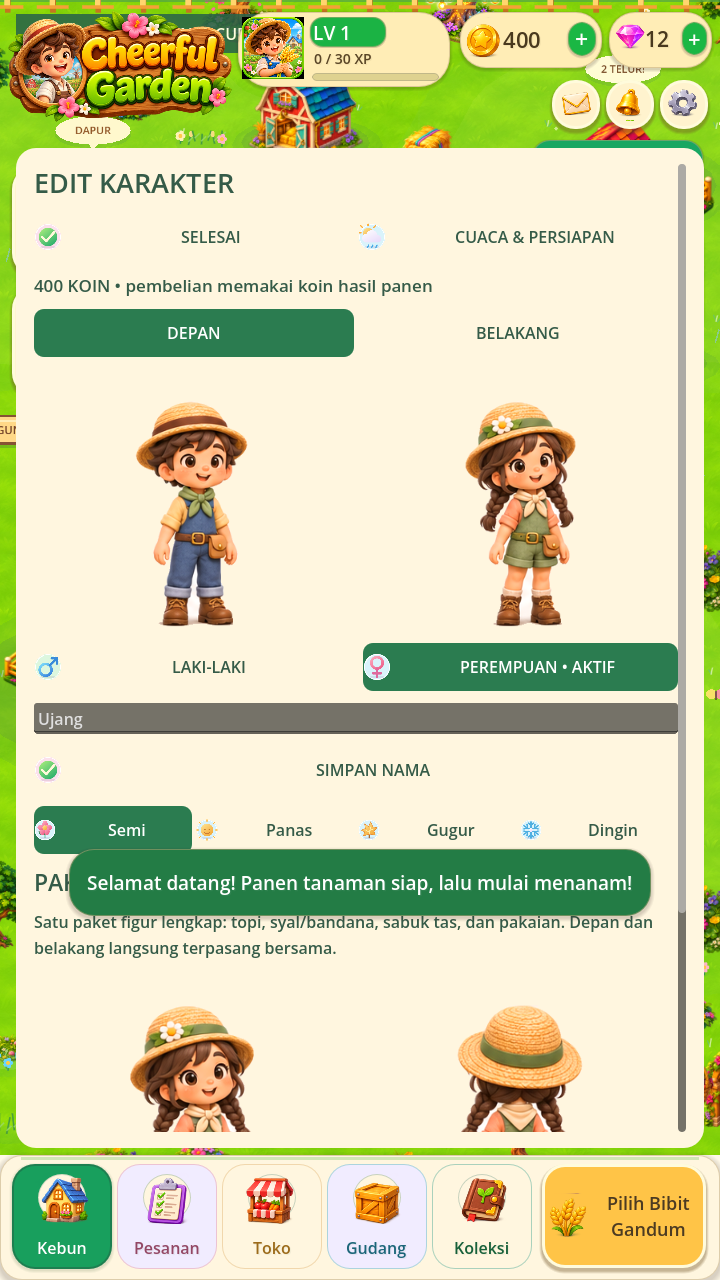 Cheerful
Garden
LV 1
0 / 30 XP
400
+
12
+
2 TELUR!
DAPUR
EDIT KARAKTER
SELESAI
CUACA & PERSIAPAN
400 KOIN • pembelian memakai koin hasil panen
DEPAN
BELAKANG
LAKI-LAKI
PEREMPUAN • AKTIF
Ujang
SIMPAN NAMA
Semi
Panas
Gugur
Dingin
Selamat datang! Panen tanaman siap, lalu mulai menanam!
Satu paket figur lengkap: topi, syal/bandana, sabuk tas, dan pakaian. Depan dan
belakang langsung terpasang bersama.
Kebun
Pesanan
Toko
Gudang
Koleksi
Pilih Bibit
Gandum